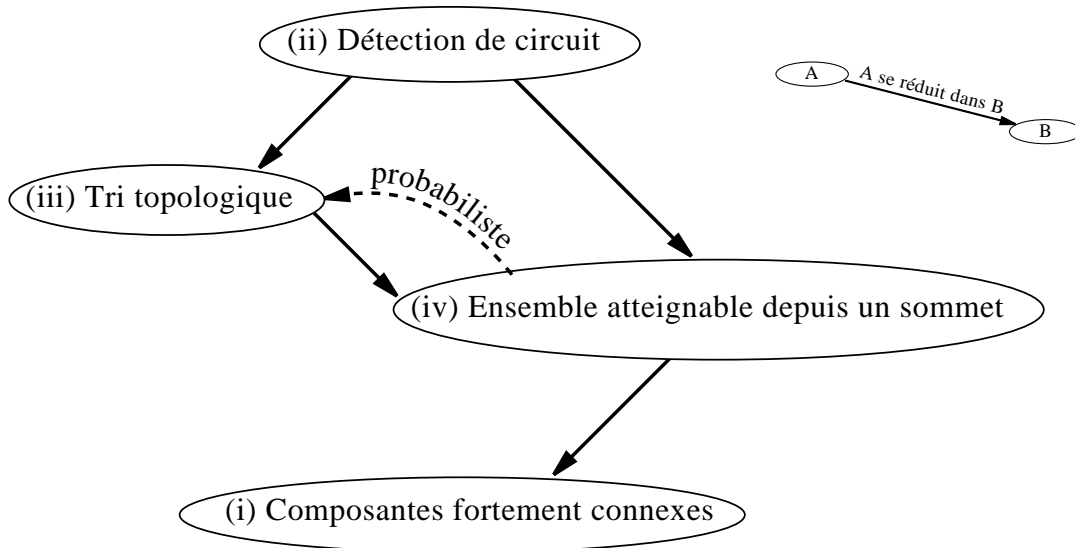 (ii) Détection de circuit
A
A se réduit dans B
B
probabiliste
(iii) Tri topologique
(iv) Ensemble atteignable depuis un sommet
(i) Composantes fortement connexes